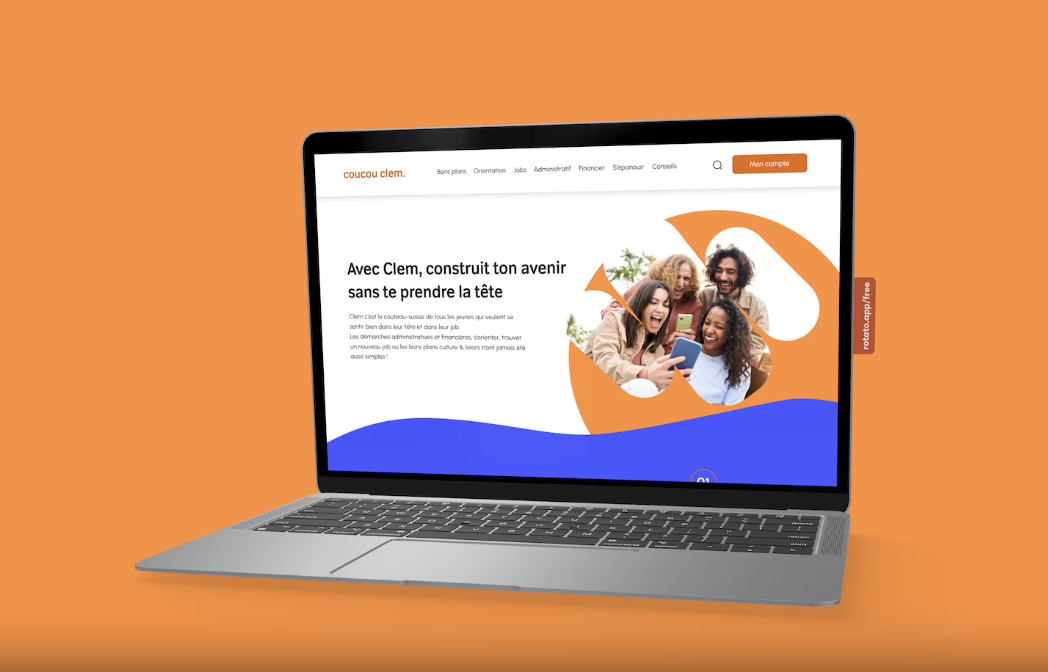 coucou clem.
Bons plans Orientation Jobs Administratif Financier S'épanouir Conseils
Mon compte
Avec Clem, construit ton avenir
sans te prendre la tête
Clem c'est le couteau-suisse de tous les jeunes qui veulent se
sentir bien dans leur tête et dans leur job.
Les démarches administratives et financières, s'orienter, trouver
un nouveau job ou les bons plans culture & loisirs n'ont jamais été
aussi simples !
01
rotato.app/free